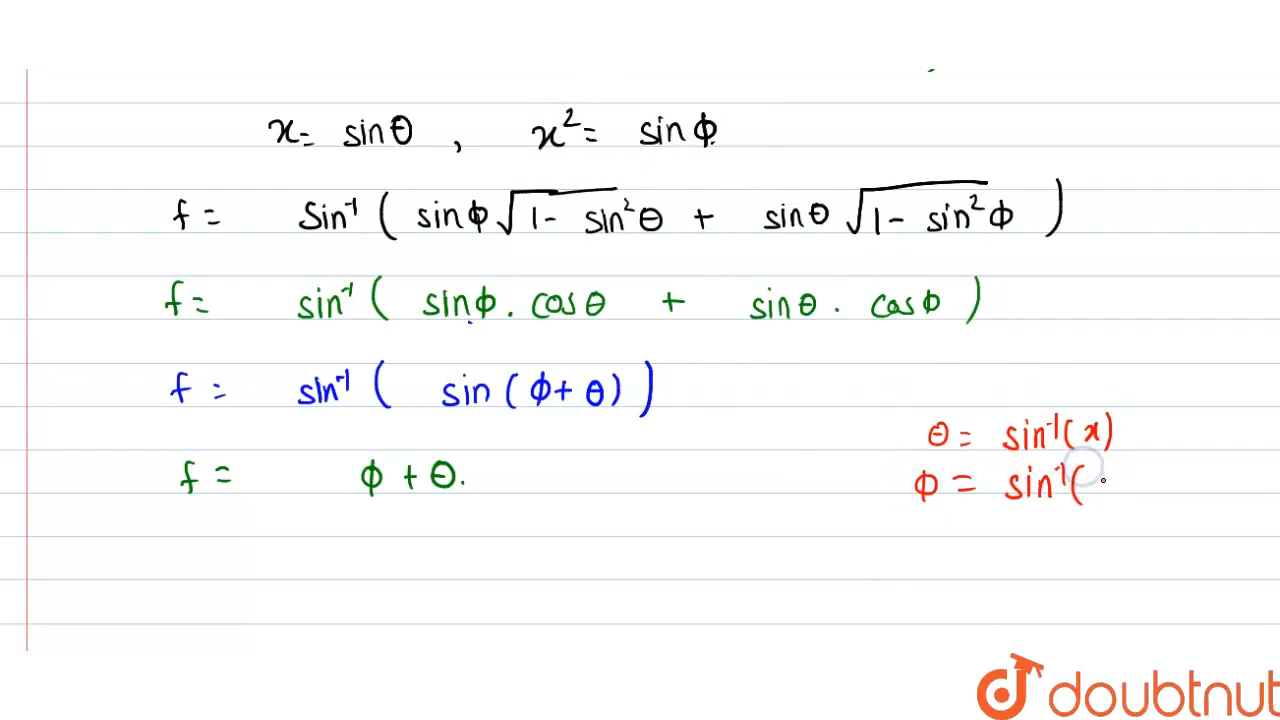 x = sinθ , x² = sinϕ
f = Sin⁻¹ ( sinϕ √1 - sin²θ + sinθ √1 - sin²ϕ )
f = sin⁻¹ ( sinϕ . cosθ + sinθ . cosϕ )
f = sin⁻¹ ( sin ( ϕ + θ ) )
θ = sin⁻¹ ( x )
f = ϕ + θ.
ϕ = sin⁻¹ (
doubtnut